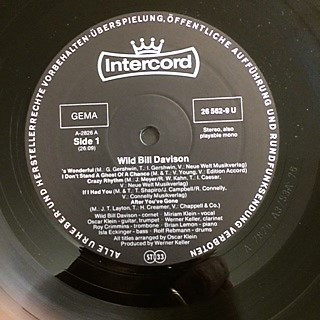 ALLE URHEBER- UND HERSTELLERRECHTE VORBEHALTEN · ÜBERSPIELUNG, ÖFFENTLICHE AUFFÜHRUNG UND RUNDFUNKSENDUNG VERBOTEN
Intercord
GEMA
26 562-9 U
A-2826 A
Side 1
(26:09)
Stereo, also
playable mono
Wild Bill Davison
's Wonderful (M. G. Gershwin, T. I. Gershwin, V.: Neue Welt Musikverlag)
I Don't Stand A Ghost Of A Chance (M. & T.: V. Young, V.: Edition Accord)
Crazy Rhythm (M.: J. Meyer/R. W. Kahn, T.: I. Caesar,
V.: Neue Welt Musikverlag)
If I Had You (M. & T.: T. Shapiro/J. Campbell/R. Connelly,
V.: Connelly Musikverlag)
After You've Gone
(M.: J. T. Layton, T.: H. Creamer, V.: Chappell & Co.)
Wild Bill Davison - cornet · Miriam Klein - vocal
Oscar Klein - guitar, trumpet · Werner Keller, clarinet
Roy Crimmins - trombone · Brian Lemon - piano
Isla Eckinger - bass · Rolf Rebmann - drums
All titles arranged by Oscar Klein
Produced by Werner Keller
ST 33